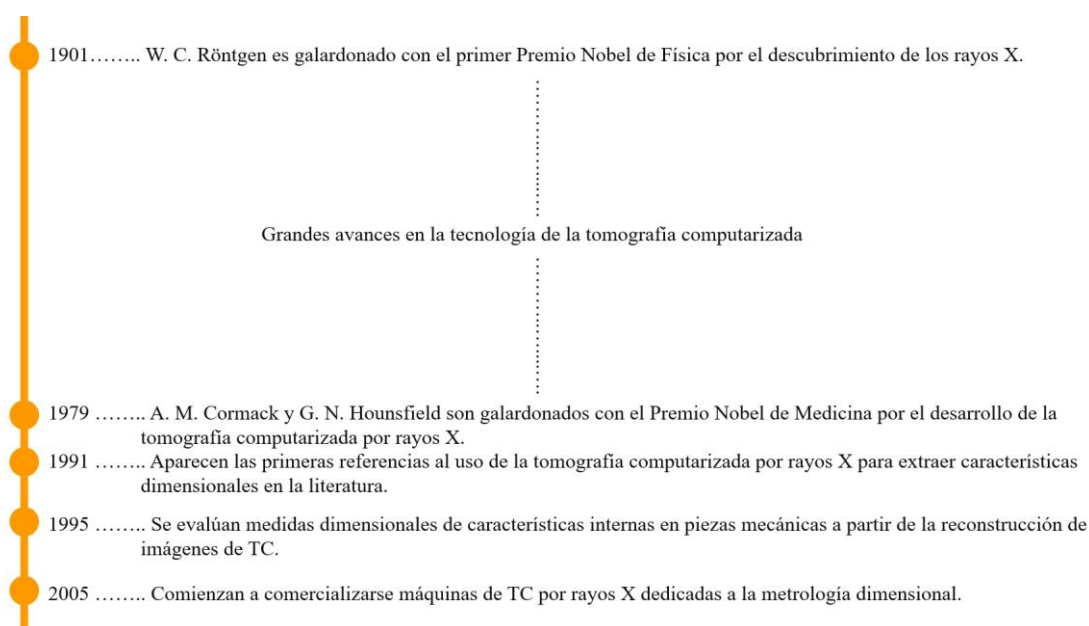 1901…….. W. C. Röntgen es galardonado con el primer Premio Nobel de Física por el descubrimiento de los rayos X.
Grandes avances en la tecnología de la tomografía computarizada
1979 …….. A. M. Cormack y G. N. Hounsfield son galardonados con el Premio Nobel de Medicina por el desarrollo de la
tomografía computarizada por rayos X.
1991 …….. Aparecen las primeras referencias al uso de la tomografía computarizada por rayos X para extraer características
dimensionales en la literatura.
1995 …….. Se evalúan medidas dimensionales de características internas en piezas mecánicas a partir de la reconstrucción de
imágenes de TC.
2005 …….. Comienzan a comercializarse máquinas de TC por rayos X dedicadas a la metrología dimensional.